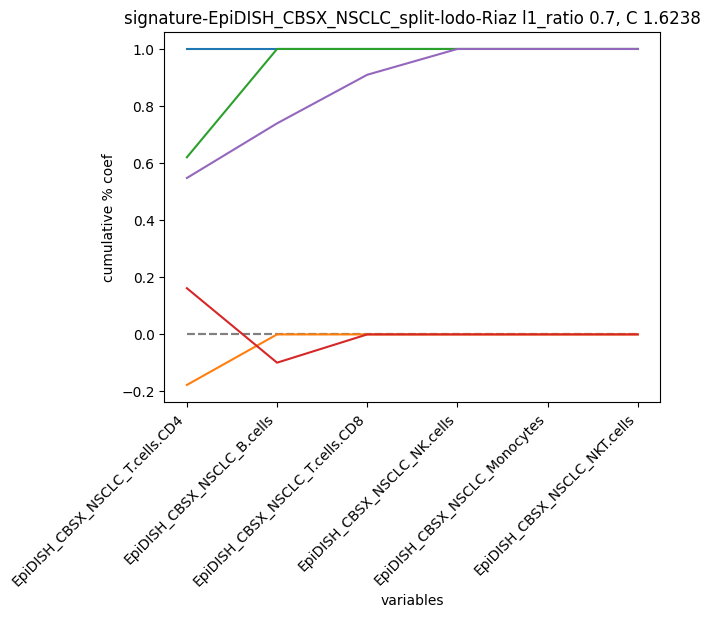 signature-EpiDISH_CBSX_NSCLC_split-lodo-Riaz l1_ratio 0.7, C 1.6238
1.0
0.8
0.6
0.4
0.2
0.0
−0.2
cumulative % coef
EpiDISH_CBSX_NSCLC_T.cells.CD4
EpiDISH_CBSX_NSCLC_B.cells
EpiDISH_CBSX_NSCLC_T.cells.CD8
EpiDISH_CBSX_NSCLC_NK.cells
EpiDISH_CBSX_NSCLC_Monocytes
EpiDISH_CBSX_NSCLC_NKT.cells
variables